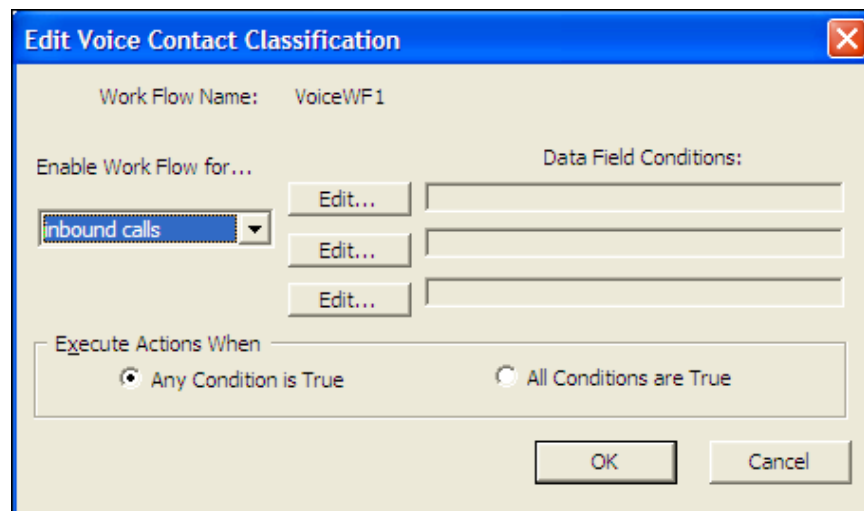 Edit Voice Contact Classification
Work Flow Name: VoiceWF1
Enable Work Flow for...
Data Field Conditions:
inbound calls
Edit...
Edit...
Edit...
Execute Actions When
Any Condition is True
All Conditions are True
OK
Cancel